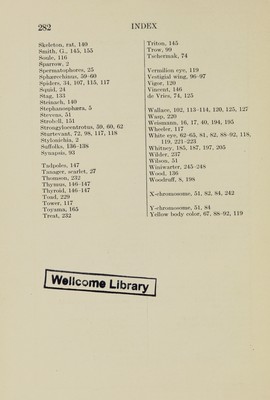 282 INDEX
Skeleton, rat, 140
Smith, G., 145, 155
Soule, 116
Sparrow, 2
Spermatophores, 25
Sphærechinus, 59-60
Spiders, 34, 107, 115, 117
Squid, 24
Stag, 133
Steinach, 140
Stephanosphæra, 5
Stevens, 51
Strobell, 151
Strongylocentrotus, 59, 60, 62
Sturtevant, 72, 98, 117, 118
Stylonichia, 2
Suffolks, 136-138
Synapsis, 93
Tadpoles, 147
Tanager, scarlet, 27
Thomson, 232
Thymus, 146-147
Thyroid, 146-147
Toad, 229
Tower, 117
Toyama, 165
Treat, 232
Triton, 145
Trow, 99
Tschermak, 74
Vermilion eye, 119
Vestigial wing, 96-97
Vigor, 120
Vincent, 146
de Vries, 74, 125
Wallace, 102, 113-114, 120, 125, 127
Wasp, 220
Weismann, 16, 17, 40, 194, 195
Wheeler, 117
White eye, 62-65, 81, 82, 88-92, 118,
119, 221-223
Whitney, 185, 187, 197, 205
Wilder, 237
Wilson, 51
Winiwarter, 245-248
Wood, 136
Woodruff, 8, 198
X-chromosome, 51, 82, 84, 242
Y-chromosome, 51, 84
Yellow body color, 67, 88-92, 119
Wellcome Library